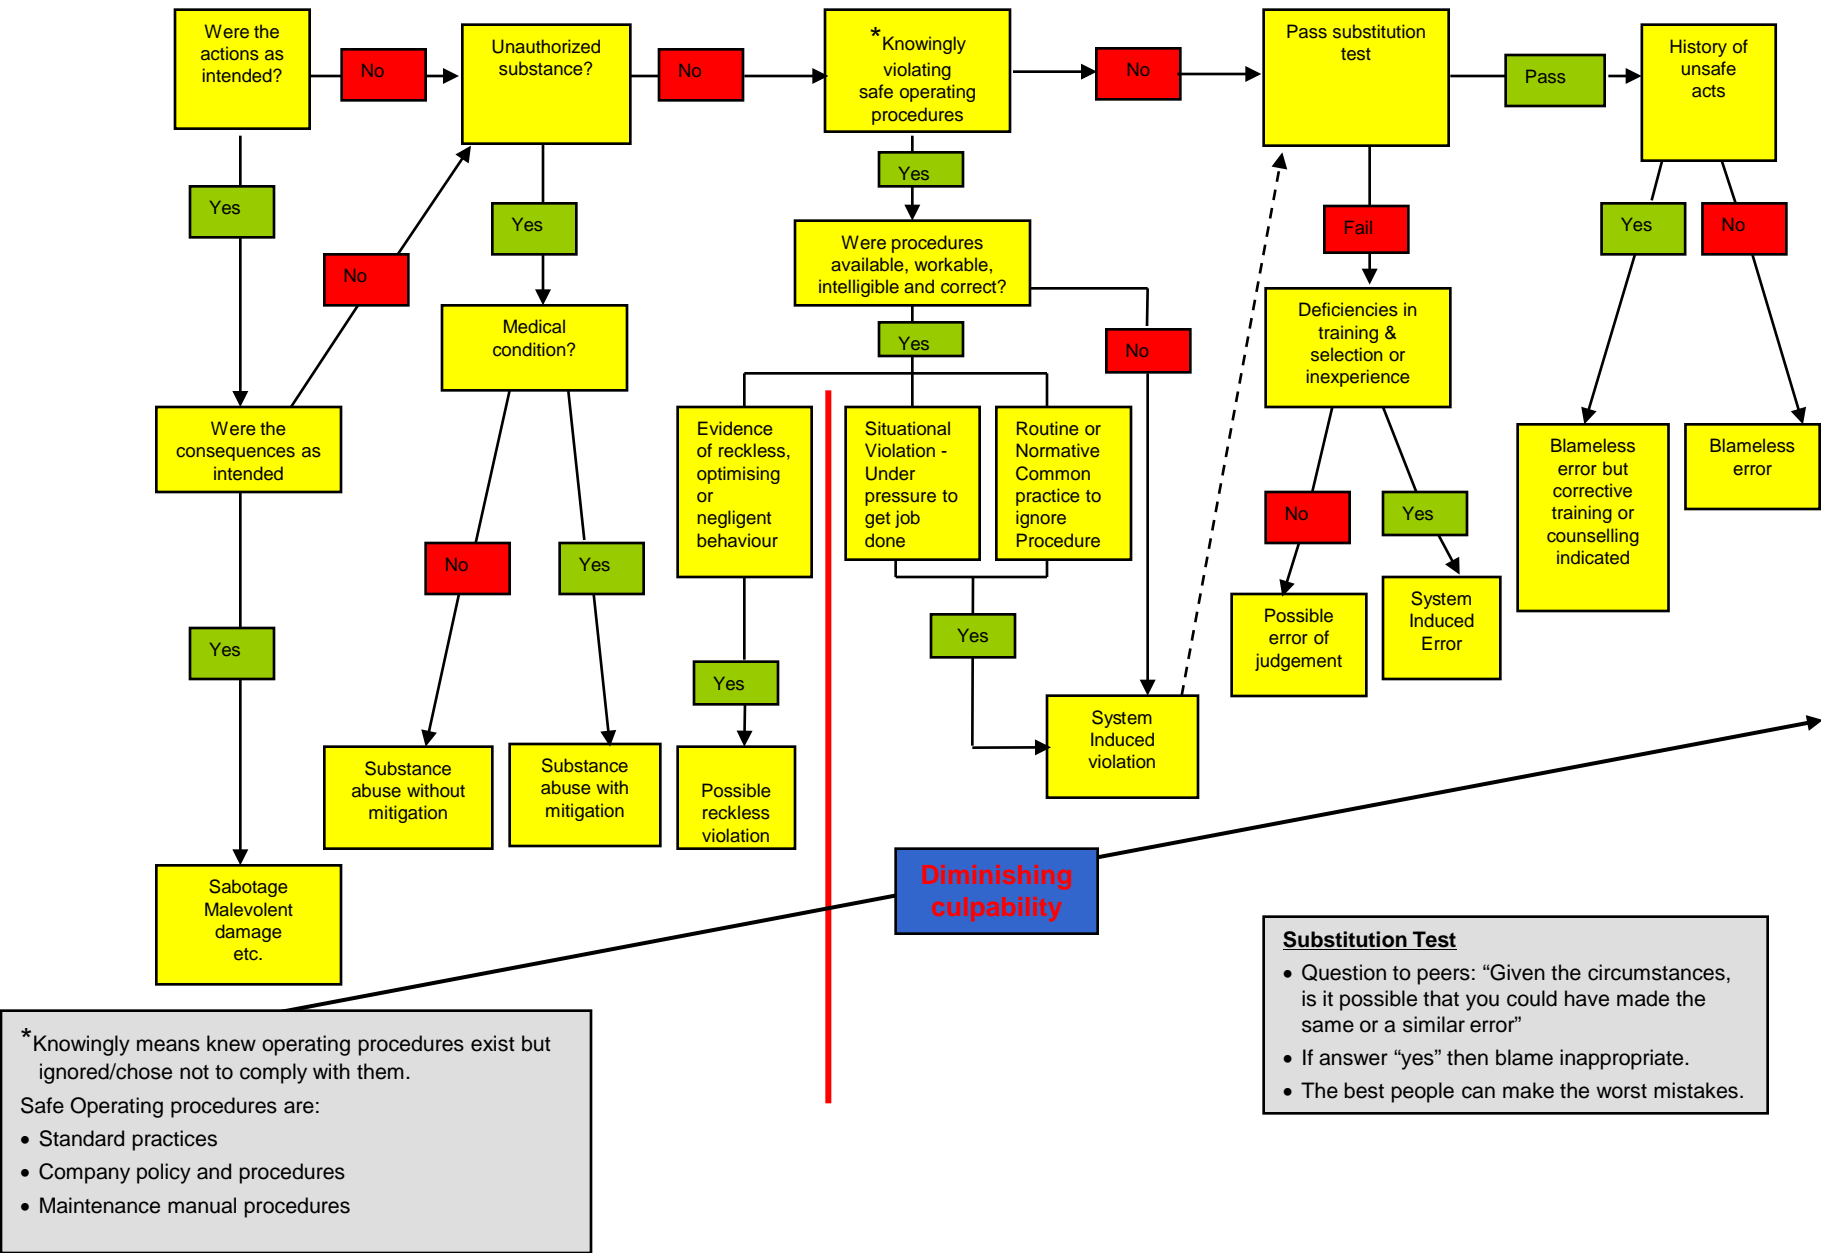 Were the
actions as
intended?
No
Unauthorized
substance?
No
*Knowingly
violating
safe operating
procedures
No
Pass substitution
test
Pass
History of
unsafe
acts
Yes
No
Yes
Yes
Were procedures
available, workable,
intelligible and correct?
Yes
No
Fail
Yes
No
Medical
condition?
Deficiencies in
training &
selection or
inexperience
Were the
consequences as
intended
Evidence
of reckless,
optimising
or
negligent
behaviour
Situational
Violation -
Under
pressure to
get job
done
Routine or
Normative
Common
practice to
ignore
Procedure
Blameless
error but
corrective
training or
counselling
indicated
Blameless
error
No
Yes
No
Yes
Yes
Yes
Yes
Possible
error of
judgement
System
Induced
Error
System
Induced
violation
Substance
abuse without
mitigation
Substance
abuse with
mitigation
Possible
reckless
violation
Sabotage
Malevolent
damage
etc.
Diminishing
culpability
*Knowingly means knew operating procedures exist but
ignored/chose not to comply with them.
Safe Operating procedures are:
• Standard practices
• Company policy and procedures
• Maintenance manual procedures
Substitution Test
• Question to peers: “Given the circumstances,
is it possible that you could have made the
same or a similar error”
• If answer “yes” then blame inappropriate.
• The best people can make the worst mistakes.